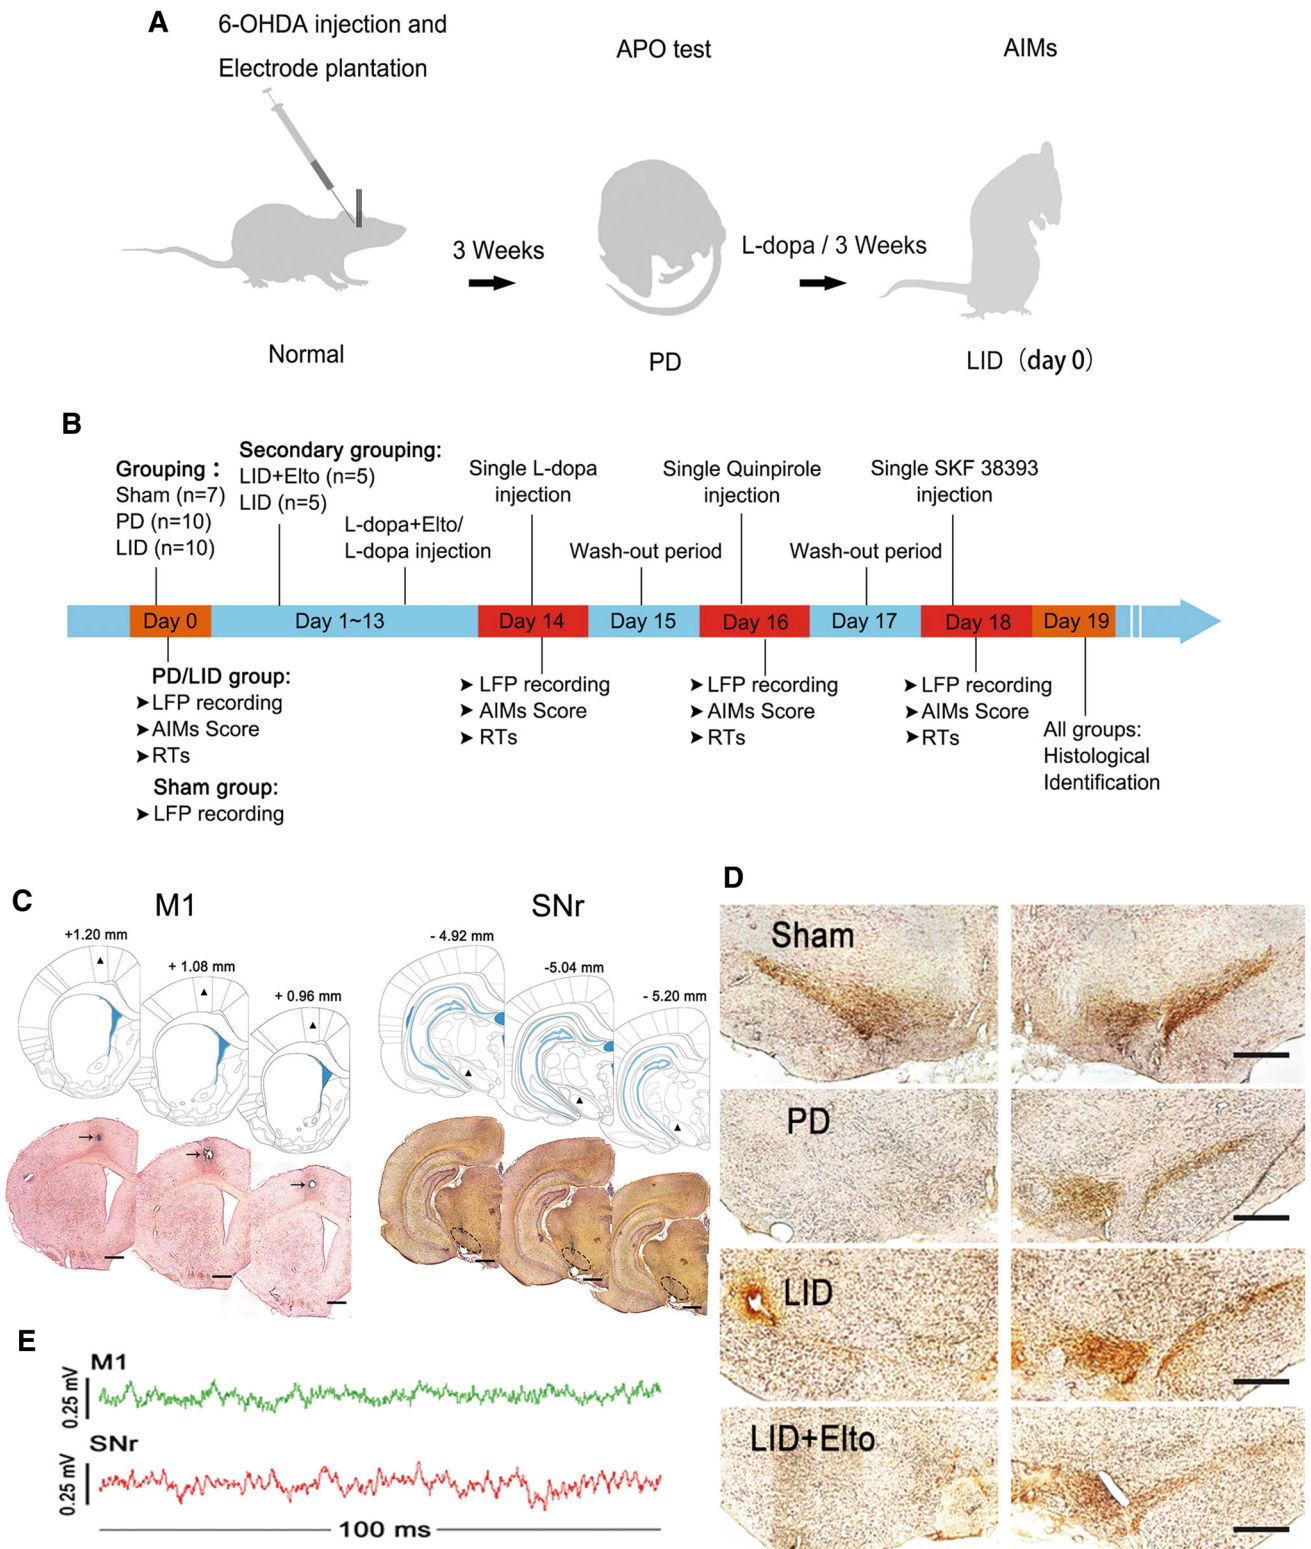 A
6-OHDA injection and
Electrode plantation
APO test
AIMs
3 Weeks
L-dopa / 3 Weeks
Normal
PD
LID（day 0）
B
Grouping：
Sham (n=7)
PD (n=10)
LID (n=10)
Secondary grouping:
LID+Elto (n=5)
LID (n=5)
L-dopa+Elto/
L-dopa injection
Single L-dopa
injection
Wash-out period
Single Quinpirole
injection
Wash-out period
Single SKF 38393
injection
Day 0
Day 1~13
Day 14
Day 15
Day 16
Day 17
Day 18
Day 19
PD/LID group:
➤ LFP recording
➤ AIMs Score
➤ RTs
Sham group:
➤ LFP recording
➤ LFP recording
➤ AIMs Score
➤ RTs
➤ LFP recording
➤ AIMs Score
➤ RTs
➤ LFP recording
➤ AIMs Score
➤ RTs
All groups:
Histological
Identification
C
M1
+1.20 mm
+ 1.08 mm
+ 0.96 mm
SNr
- 4.92 mm
-5.04 mm
- 5.20 mm
D
Sham
PD
LID
LID+Elto
E
M1
0.25 mV
SNr
0.25 mV
100 ms